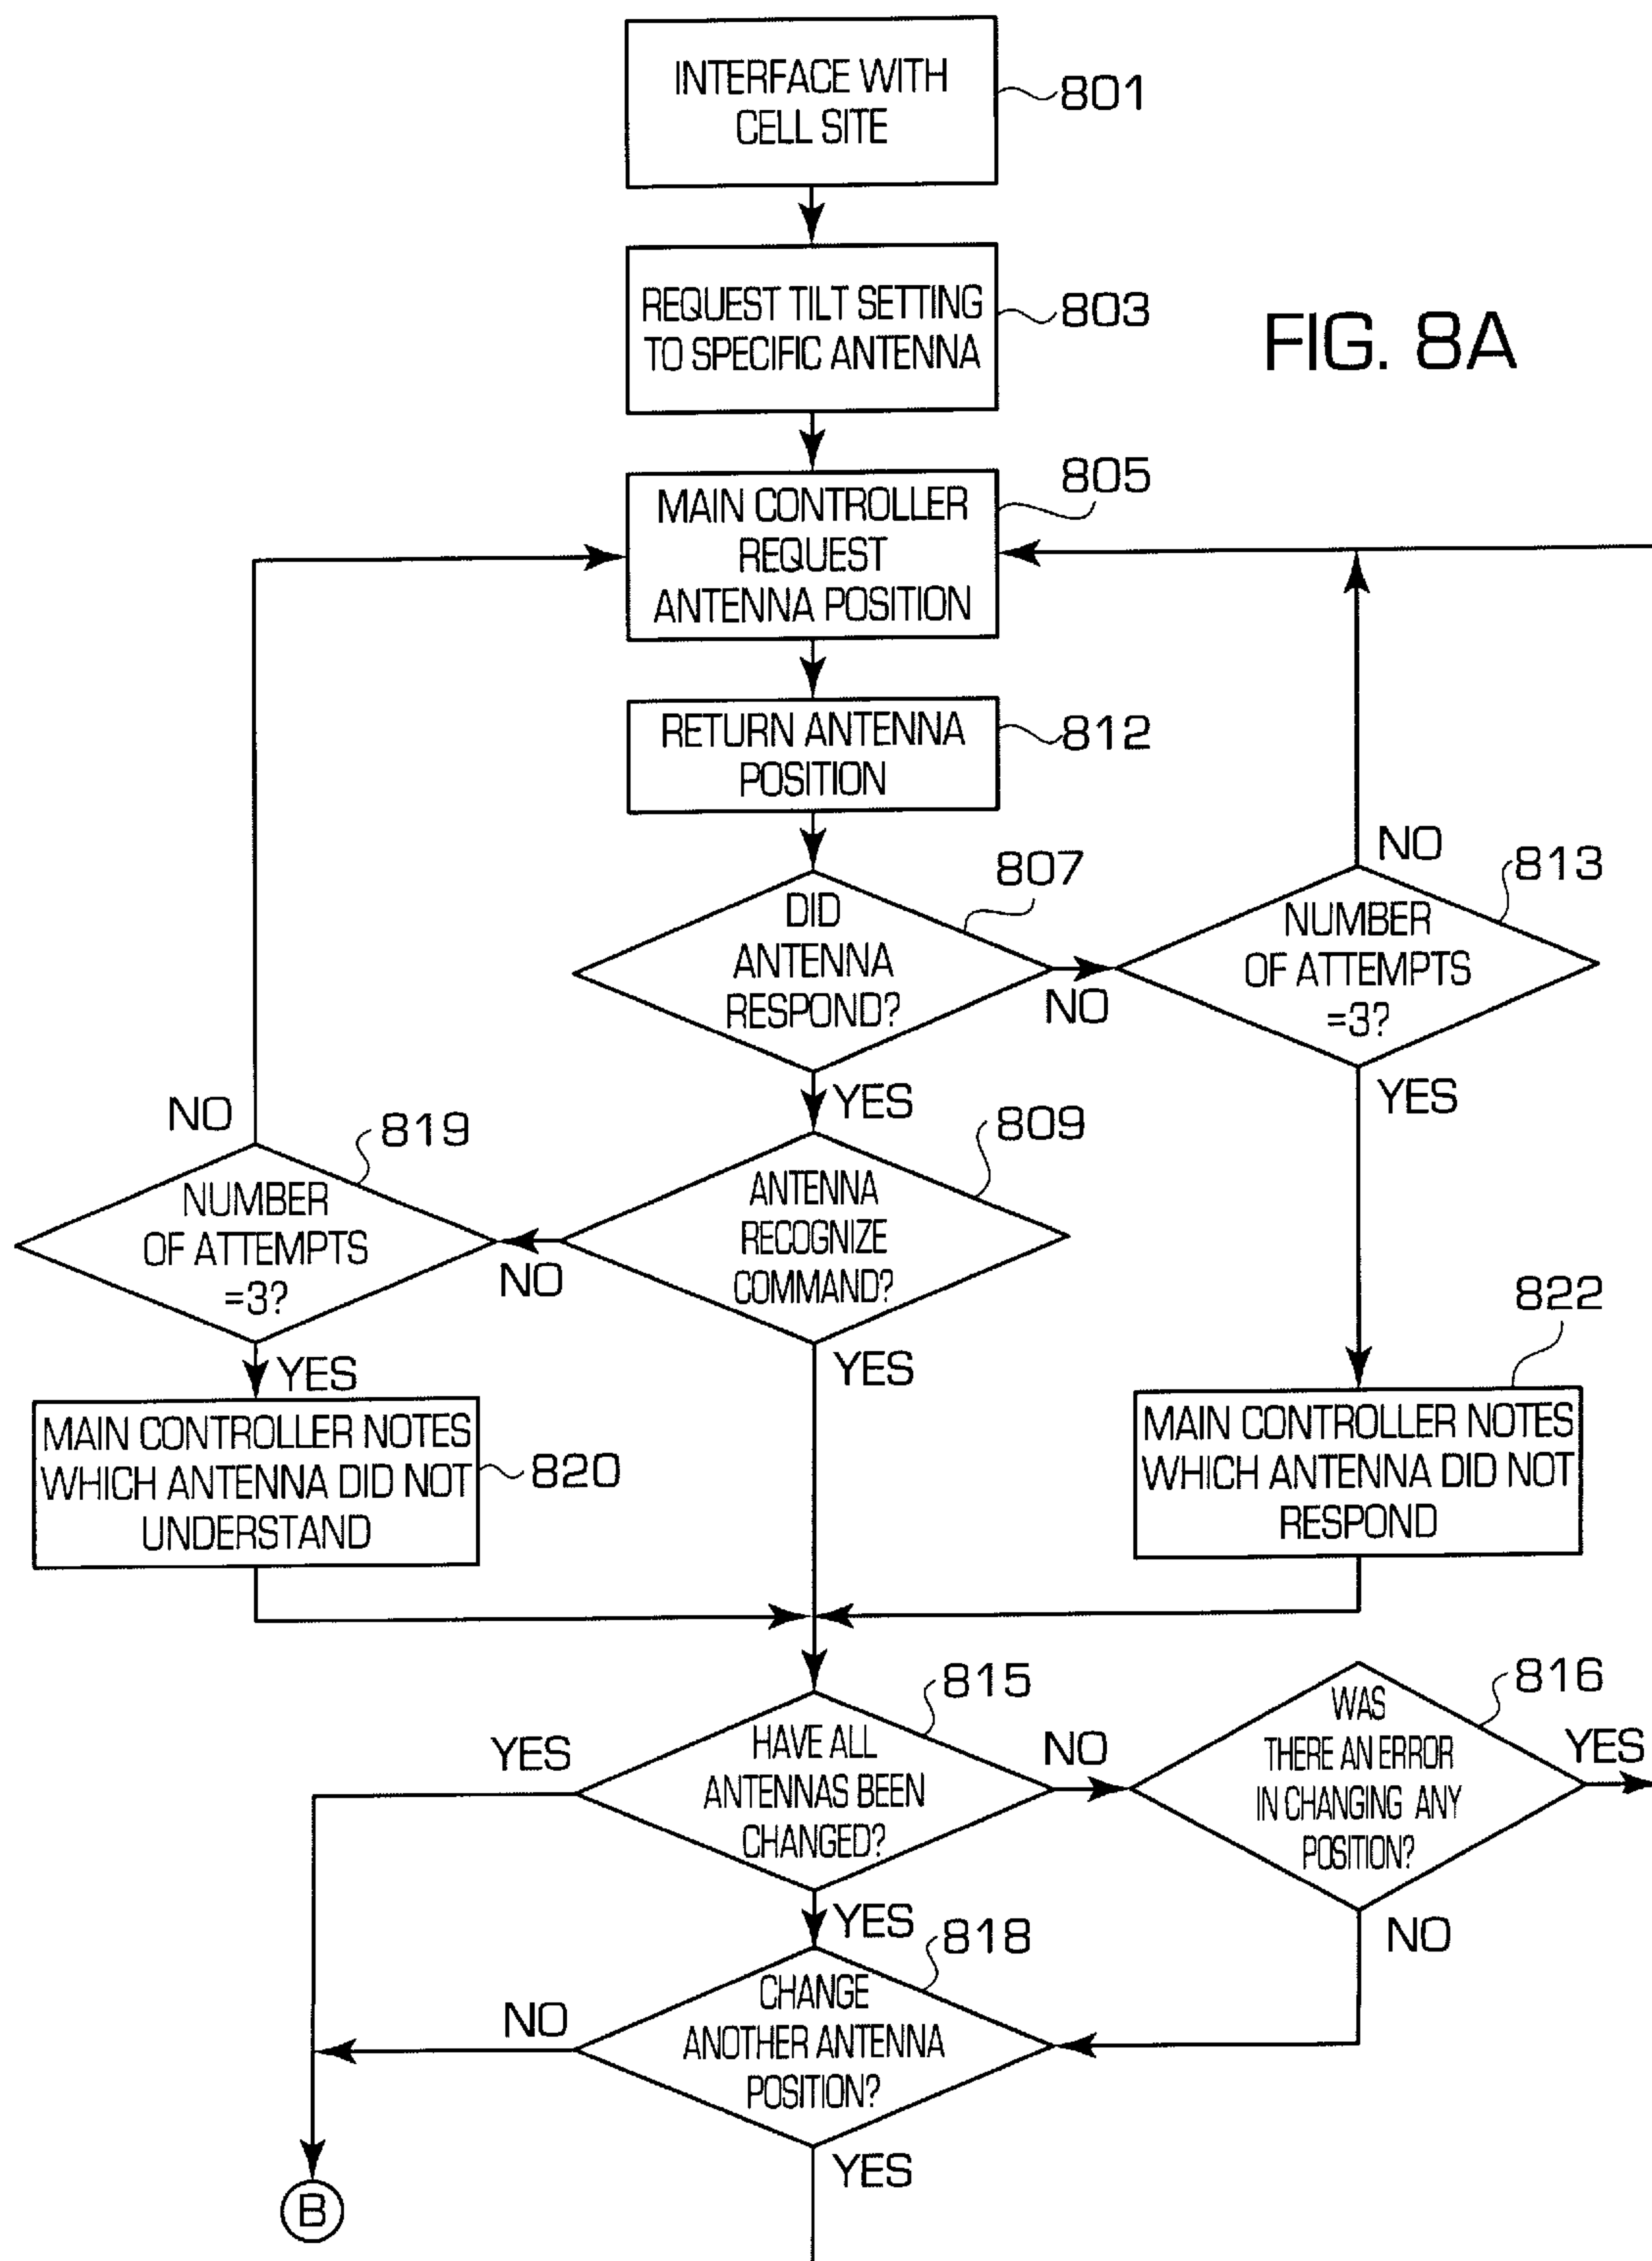 INTERFACE WITH
CELL SITE
801
REQUEST TILT SETTING
TO SPECIFIC ANTENNA
803
FIG. 8A
MAIN CONTROLLER
REQUEST
ANTENNA POSITION
805
RETURN ANTENNA
POSITION
812
DID
ANTENNA
RESPOND?
807
NO
YES
NUMBER
OF ATTEMPTS
=3?
813
NO
YES
ANTENNA
RECOGNIZE
COMMAND?
809
NO
YES
NUMBER
OF ATTEMPTS
=3?
819
NO
YES
MAIN CONTROLLER NOTES
WHICH ANTENNA DID NOT
UNDERSTAND
820
MAIN CONTROLLER NOTES
WHICH ANTENNA DID NOT
RESPOND
822
HAVE ALL
ANTENNAS BEEN
CHANGED?
815
YES
NO
YES
WAS
THERE AN ERROR
IN CHANGING ANY
POSITION?
816
YES
NO
CHANGE
ANOTHER ANTENNA
POSITION?
818
NO
YES
B